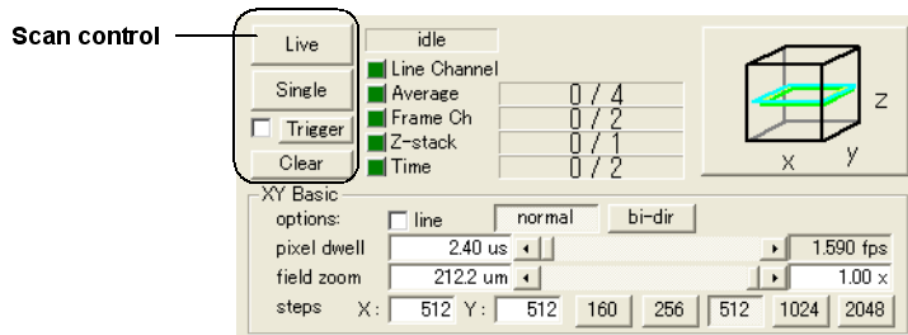 Scan control
Live
idle
Line Channel
Single
Average 0 / 4
Frame Ch 0 / 2
Trigger
Z-stack 0 / 1
Clear
Time 0 / 2
Z
X
y
XY Basic
options: line normal bi-dir
pixel dwell 2.40 us 1.590 fps
field zoom 212.2 um 1.00 x
steps X: 512 Y: 512 160 256 512 1024 2048